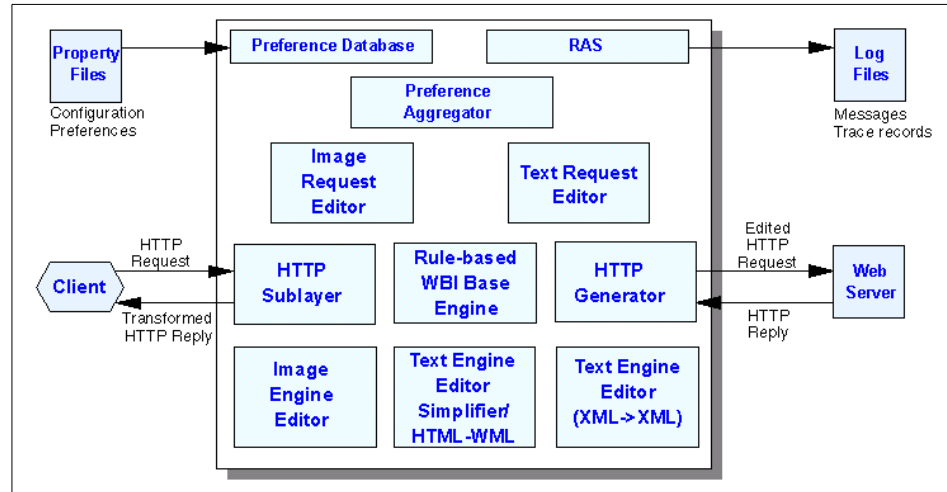 Property
Files
Configuration
Preferences
Preference Database
RAS
Log
Files
Messages
Trace records
Preference
Aggregator
Image
Request
Editor
Text Request
Editor
HTTP
Request
Client
Transformed
HTTP Reply
HTTP
Sublayer
Rule-based
WBI Base
Engine
HTTP
Generator
Edited
HTTP
Request
Web
Server
HTTP
Reply
Image
Engine
Editor
Text Engine
Editor
Simplifier/
HTML-WML
Text Engine
Editor
(XML->XML)